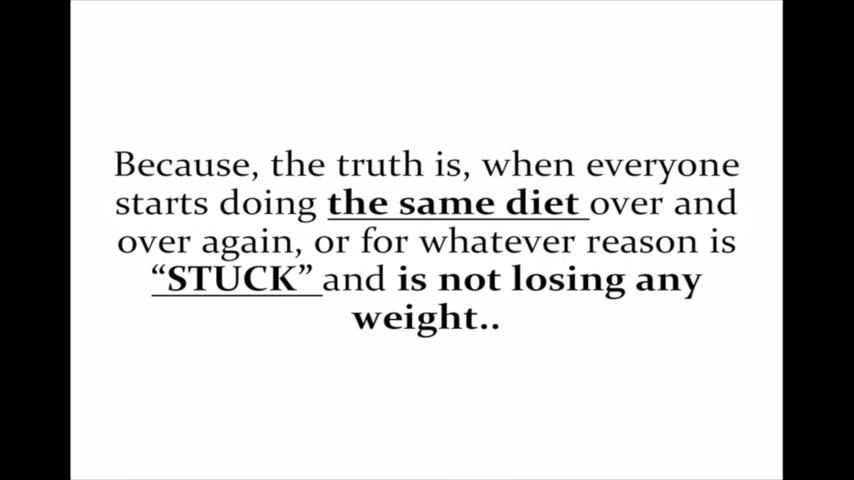 Because, the truth is, when everyone
starts doing the same diet over and
over again, or for whatever reason is
“STUCK” and is not losing any
weight..